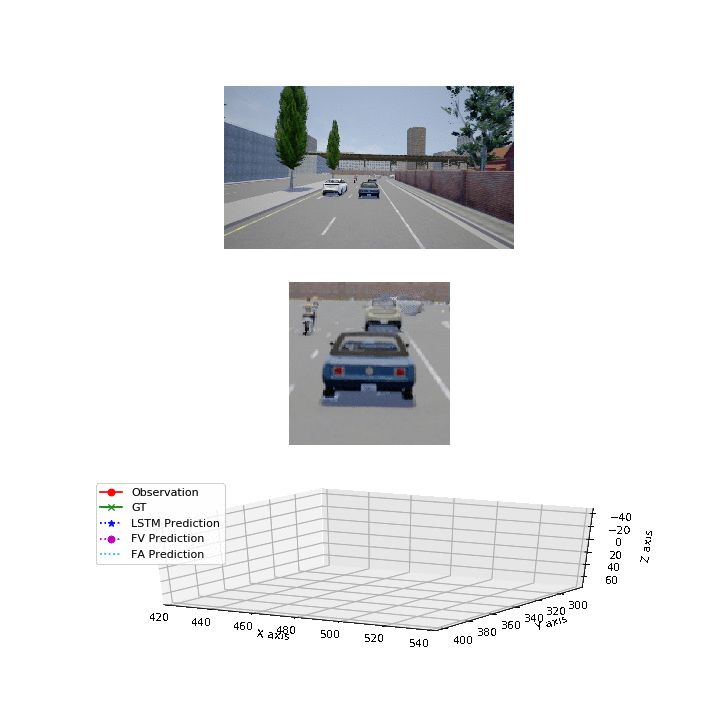 Observation
GT
LSTM Prediction
FV Prediction
FA Prediction
−40
−20
0
20
40
60
Z axis
420
440
460
480
500
520
540
X axis
400
380
360
340
320
300
Y axis